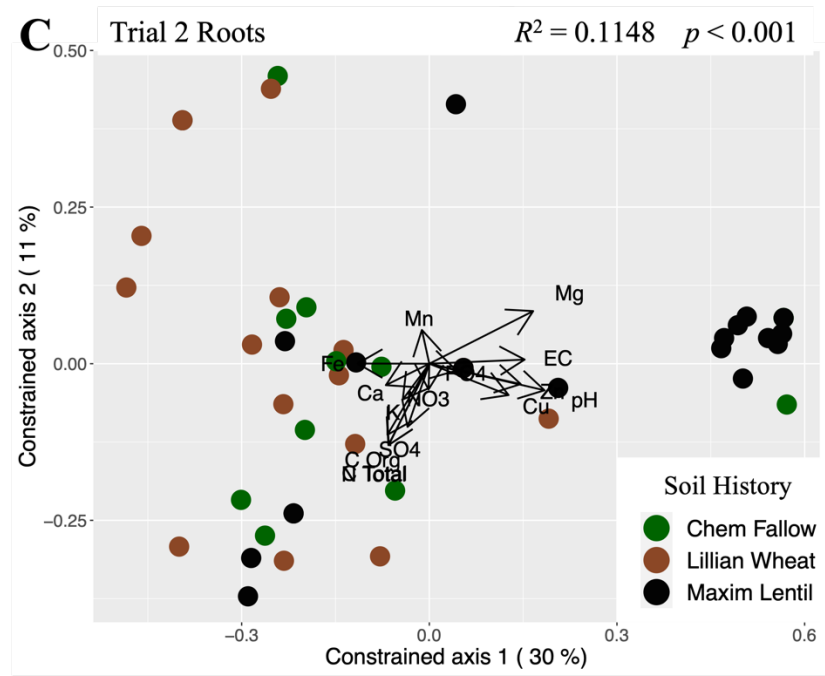 C Trial 2 Roots R² = 0.1148 p < 0.001
0.50
0.25
0.00
−0.25
Constrained axis 2 ( 11 %)
Mg
Mn
EC
Fe
PO4
Ca
Zn
NO3
pH
K
Cu
SO4
C Org
N Total
−0.3 0.0 0.3 0.6
Constrained axis 1 ( 30 %)
Soil History
Chem Fallow
Lillian Wheat
Maxim Lentil